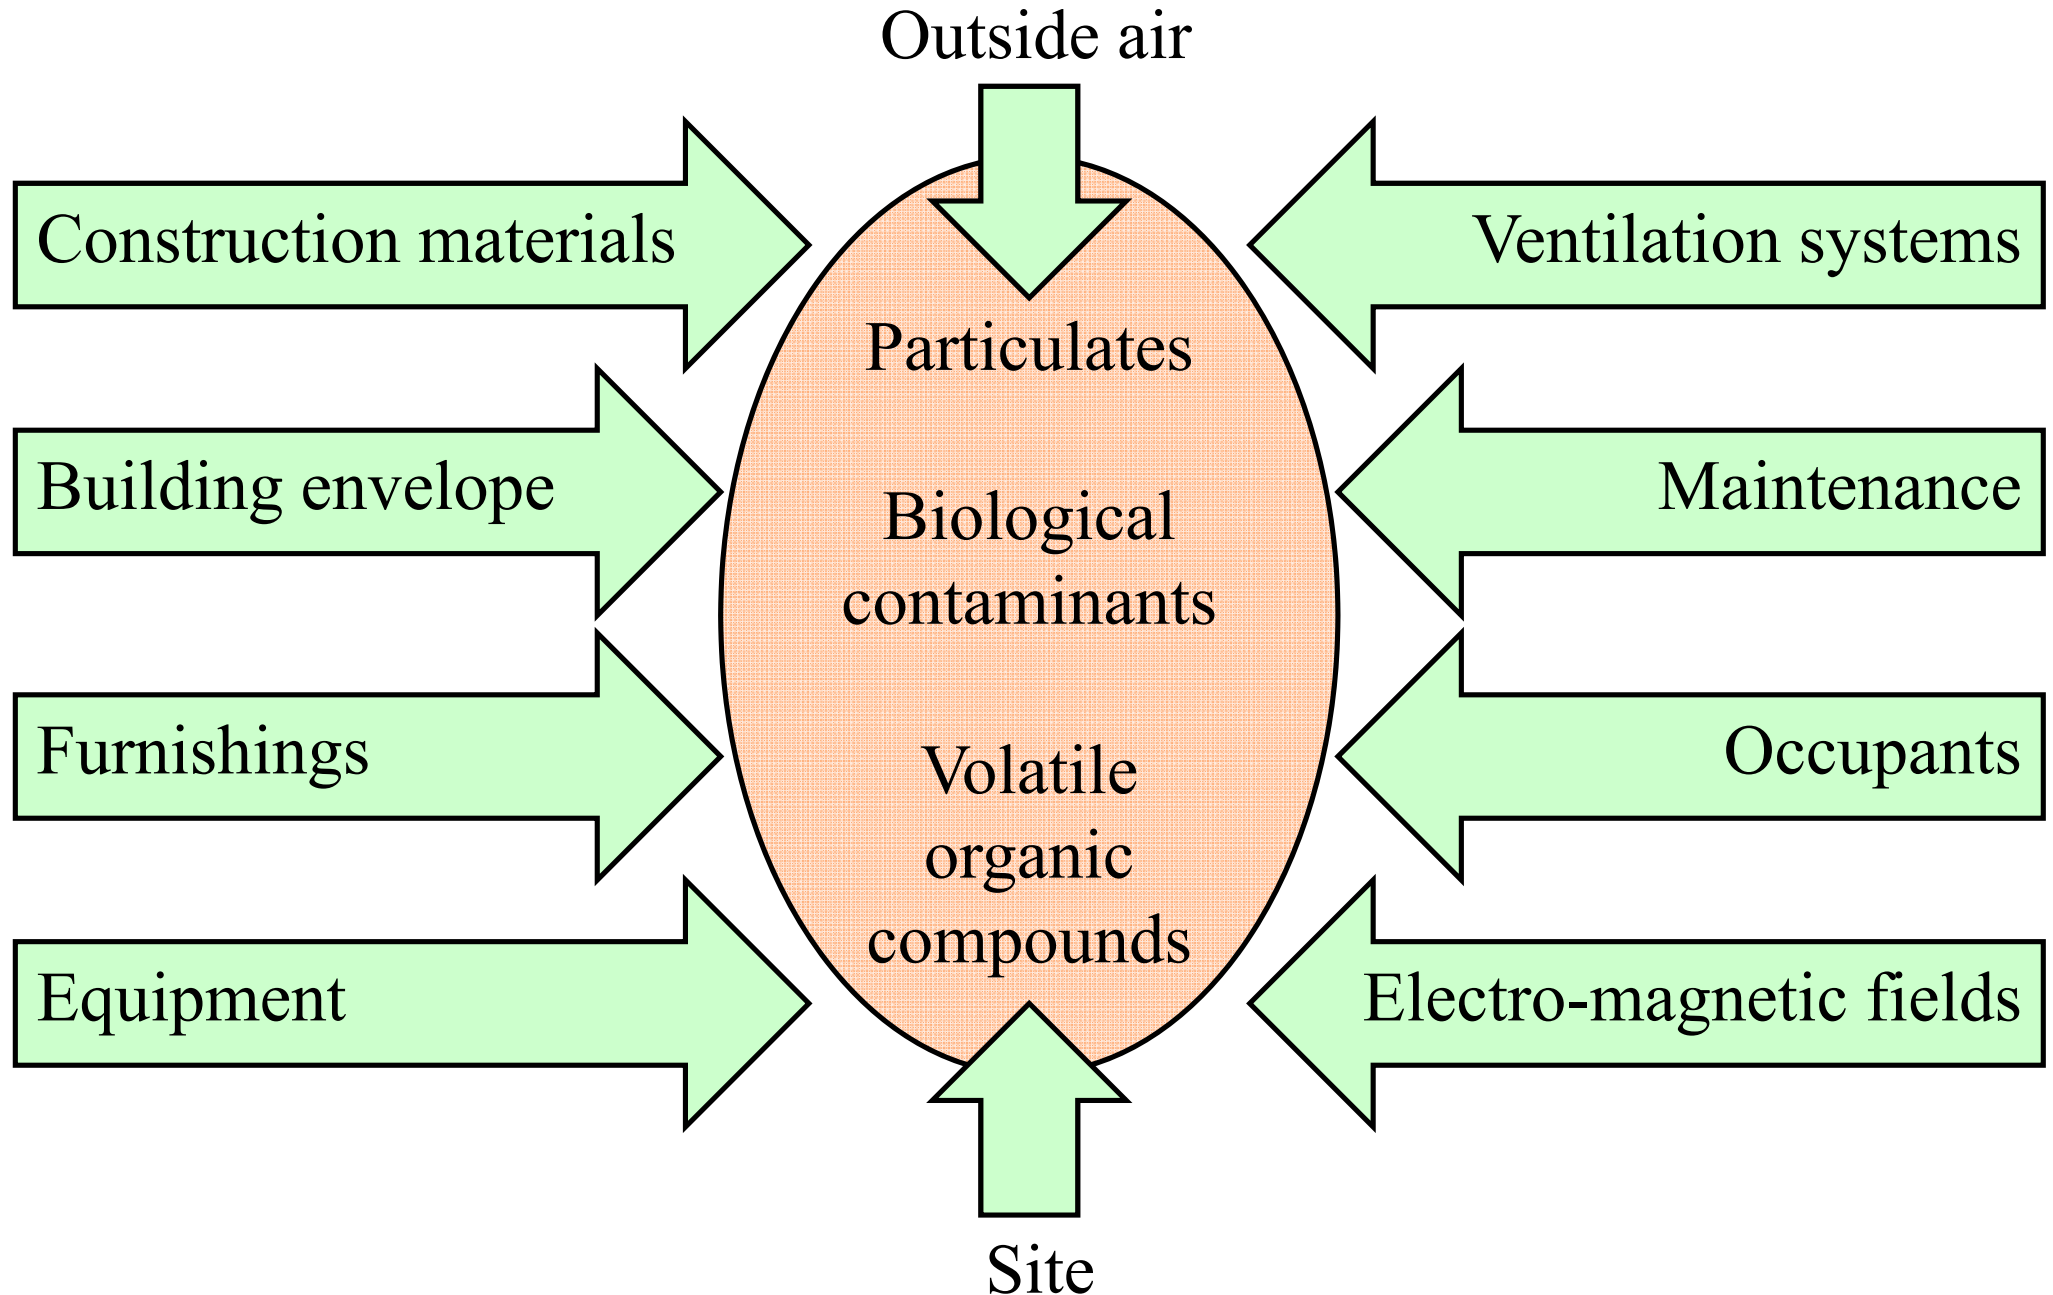 Outside air
Construction materials
Ventilation systems
Particulates
Building envelope
Biological
contaminants
Maintenance
Furnishings
Volatile
organic
compounds
Occupants
Equipment
Electro-magnetic fields
Site